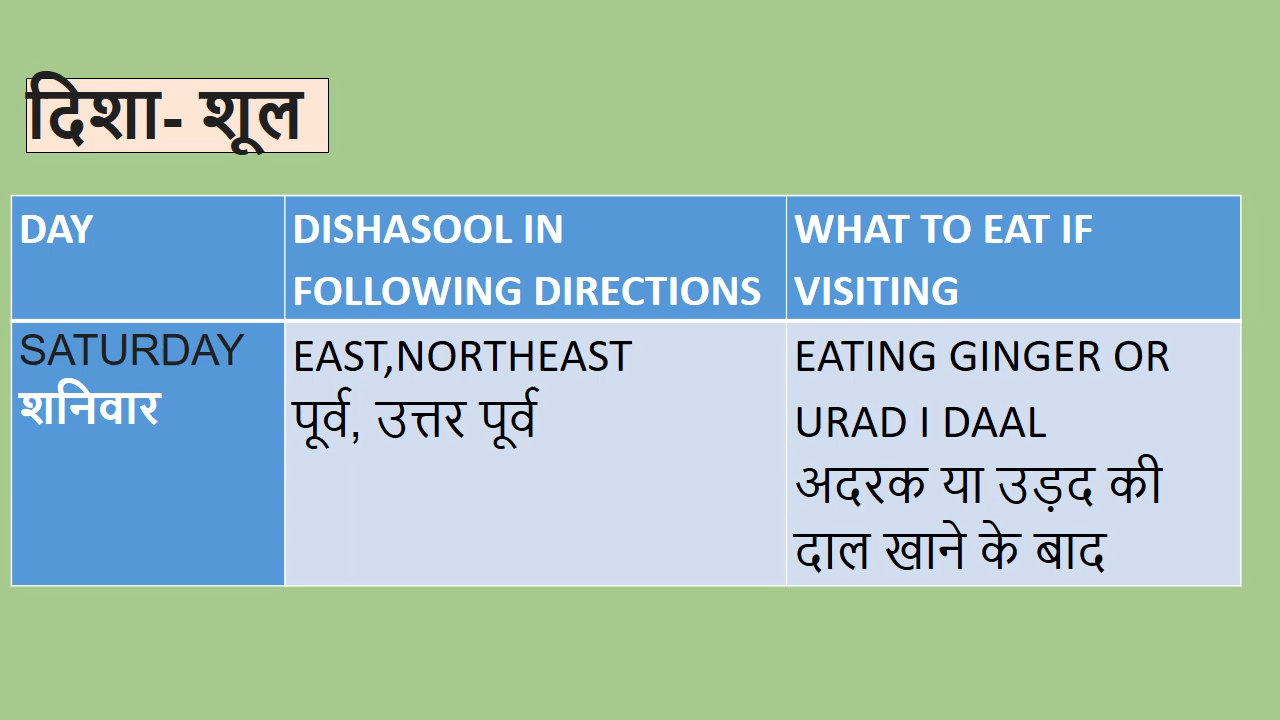 दिशा- शूल
DAY
DISHASOOL IN
FOLLOWING DIRECTIONS
WHAT TO EAT IF
VISITING
SATURDAY
शनिवार
EAST,NORTHEAST
पूर्व, उत्तर पूर्व
EATING GINGER OR
URAD I DAAL
अदरक या उड़द की
दाल खाने के बाद